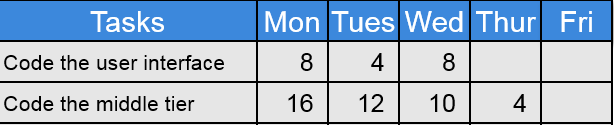 Tasks Mon Tues Wed Thur Fri
Code the user interface 8 4 8
Code the middle tier 16 12 10 4